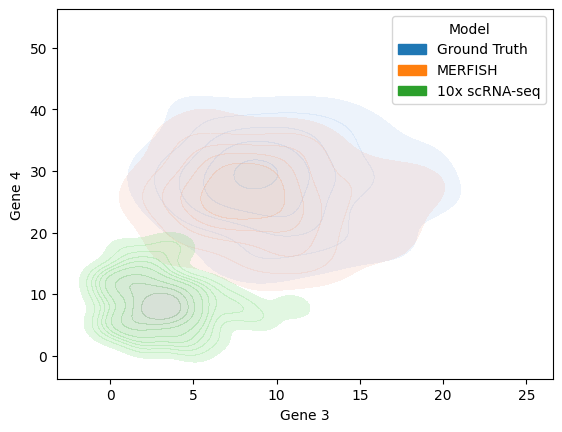 Model
Ground Truth
MERFISH
10x scRNA-seq
50
40
30
20
10
0
Gene 4
0 5 10 15 20 25
Gene 3